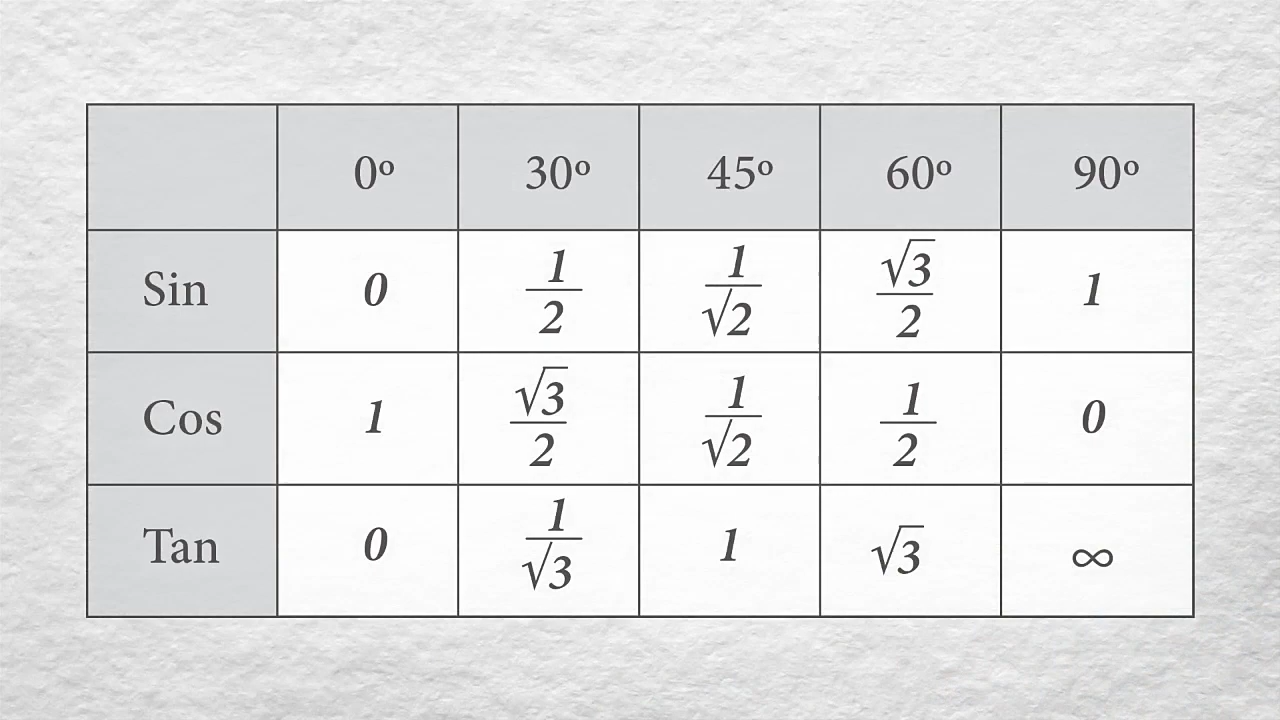 0º 30º 45º 60º 90º
Sin 0 1/2 1/√2 √3/2 1
Cos 1 √3/2 1/√2 1/2 0
Tan 0 1/√3 1 √3 ∞